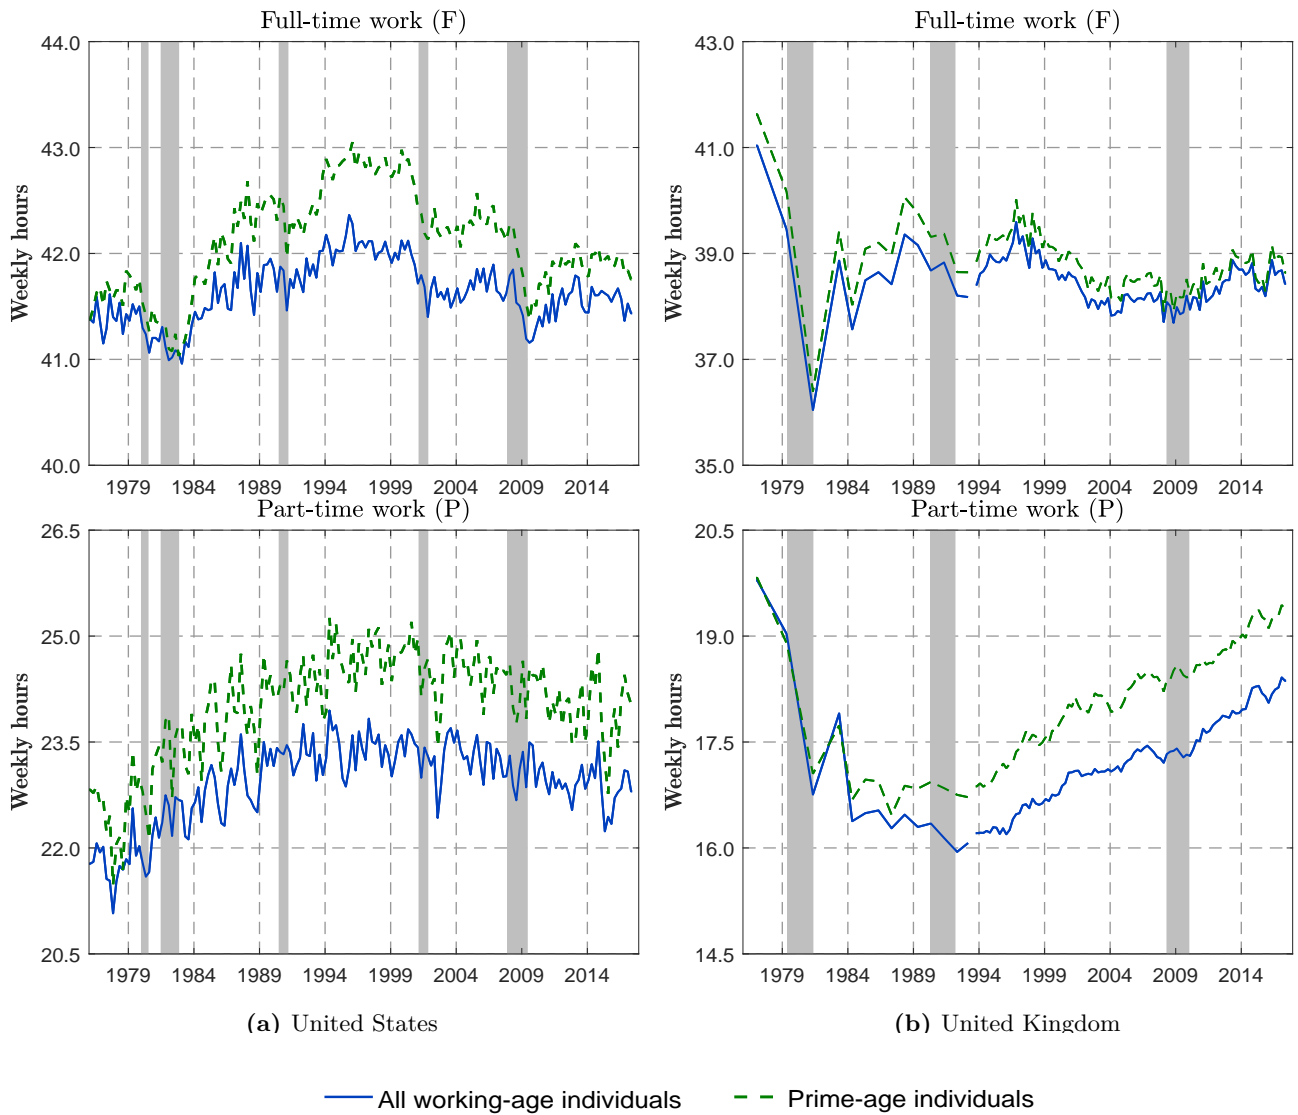 Full-time work (F)
Weekly hours
44.0
43.0
42.0
41.0
40.0
1979 1984 1989 1994 1999 2004 2009 2014
Full-time work (F)
Weekly hours
43.0
41.0
39.0
37.0
35.0
1979 1984 1989 1994 1999 2004 2009 2014
Part-time work (P)
Weekly hours
26.5
25.0
23.5
22.0
20.5
1979 1984 1989 1994 1999 2004 2009 2014
(a) United States
Part-time work (P)
Weekly hours
20.5
19.0
17.5
16.0
14.5
1979 1984 1989 1994 1999 2004 2009 2014
(b) United Kingdom
All working-age individuals
Prime-age individuals